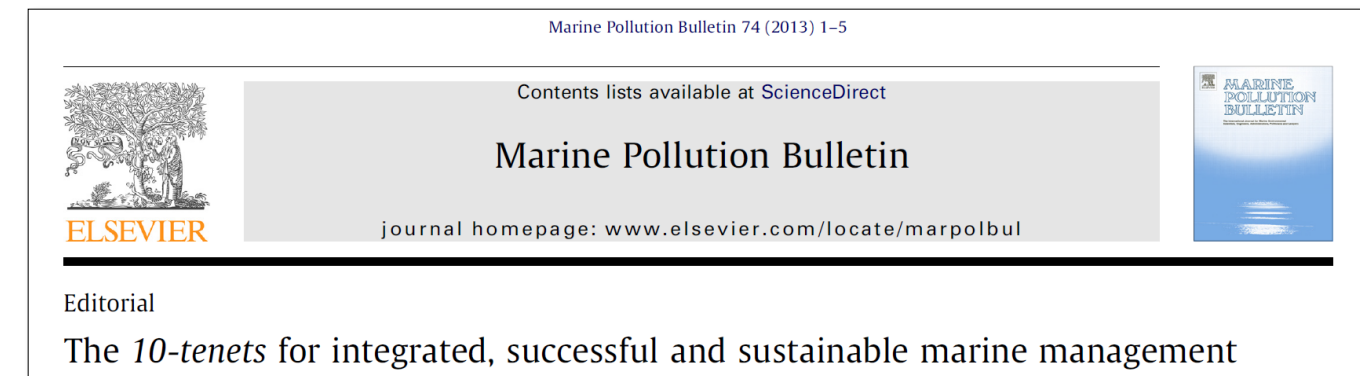 Marine Pollution Bulletin 74 (2013) 1–5
Contents lists available at ScienceDirect
Marine Pollution Bulletin
journal homepage: www.elsevier.com/locate/marpolbul
ELSEVIER
MARINE
POLLUTION
BULLETIN
Editorial
The 10-tenets for integrated, successful and sustainable marine management